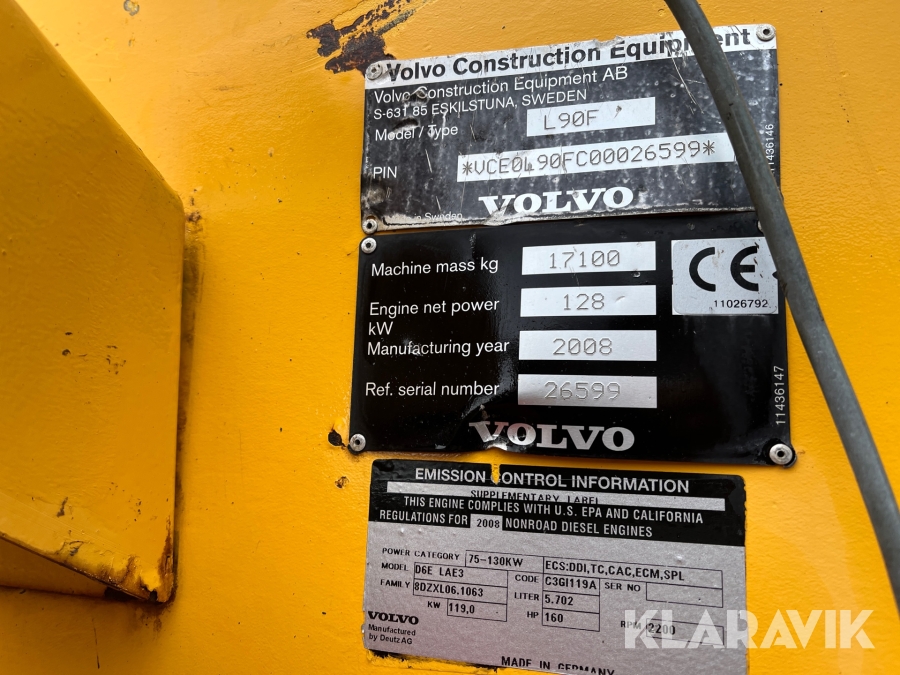 Volvo Construction Equipment
Volvo Construction Equipment AB
S-631 85 ESKILSTUNA, SWEDEN
Model / Type L90F
PIN *VCE0L90FC00026599*
VOLVO
in Sweden
11436146
Machine mass kg 17100
Engine net power kW 128
Manufacturing year 2008
Ref. serial number 26599
CE
11026792
VOLVO
11436147
EMISSION CONTROL INFORMATION
SUPPLEMENTARY LABEL
THIS ENGINE COMPLIES WITH U.S. EPA AND CALIFORNIA
REGULATIONS FOR 2008 NONROAD DIESEL ENGINES
POWER CATEGORY 75-130KW ECS:DDI,TC,CAC,ECM,SPL
MODEL D6E LAE3 CODE C3GI119A SER NO
FAMILY 8DZXL06.1063 LITER 5.702
KW 119,0 HP 160 RPM 2200
VOLVO
Manufactured
by Deutz AG
MADE IN GERMANY
KLARAVIK